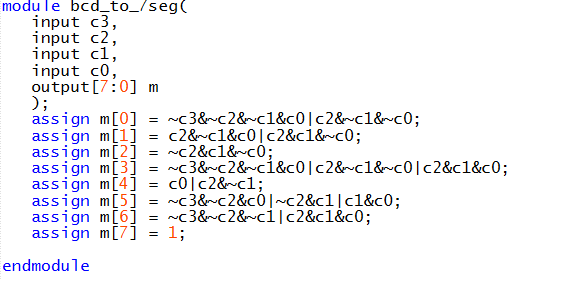 module bcd_to_/seg(
input c3,
input c2,
input c1,
input c0,
output[7:0] m
);
assign m[0] = ~c3&~c2&~c1&c0|c2&~c1&~c0;
assign m[1] = c2&~c1&c0|c2&c1&~c0;
assign m[2] = ~c2&c1&~c0;
assign m[3] = ~c3&~c2&~c1&c0|c2&~c1&~c0|c2&c1&c0;
assign m[4] = c0|c2&~c1;
assign m[5] = ~c3&~c2&c0|~c2&c1|c1&c0;
assign m[6] = ~c3&~c2&~c1|c2&c1&c0;
assign m[7] = 1;
endmodule